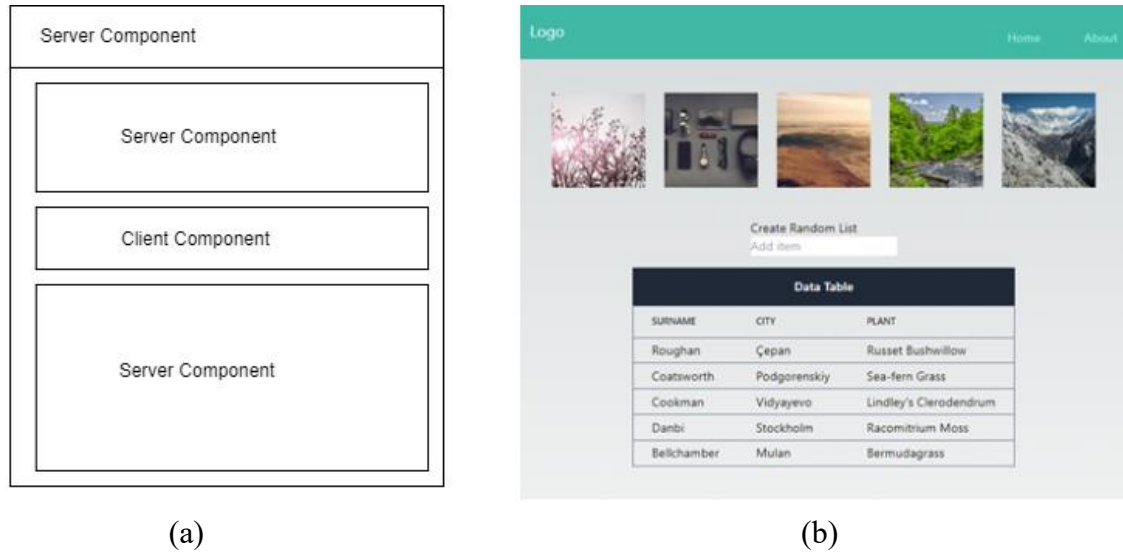 Server Component
Server Component
Client Component
Server Component
(a)
Logo
Home About
Create Random List
Add item
Data Table
SURNAME CITY PLANT
Roughan Çepan Russet Bushwillow
Coatsworth Podgorenskiy Sea-fern Grass
Cookman Vidyayevo Lindley's Clerodendrum
Danbi Stockholm Racomitrium Moss
Bellchamber Mulan Bermudagrass
(b)